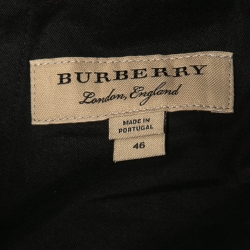 BURBERRY
London, England
MADE IN
PORTUGAL
46